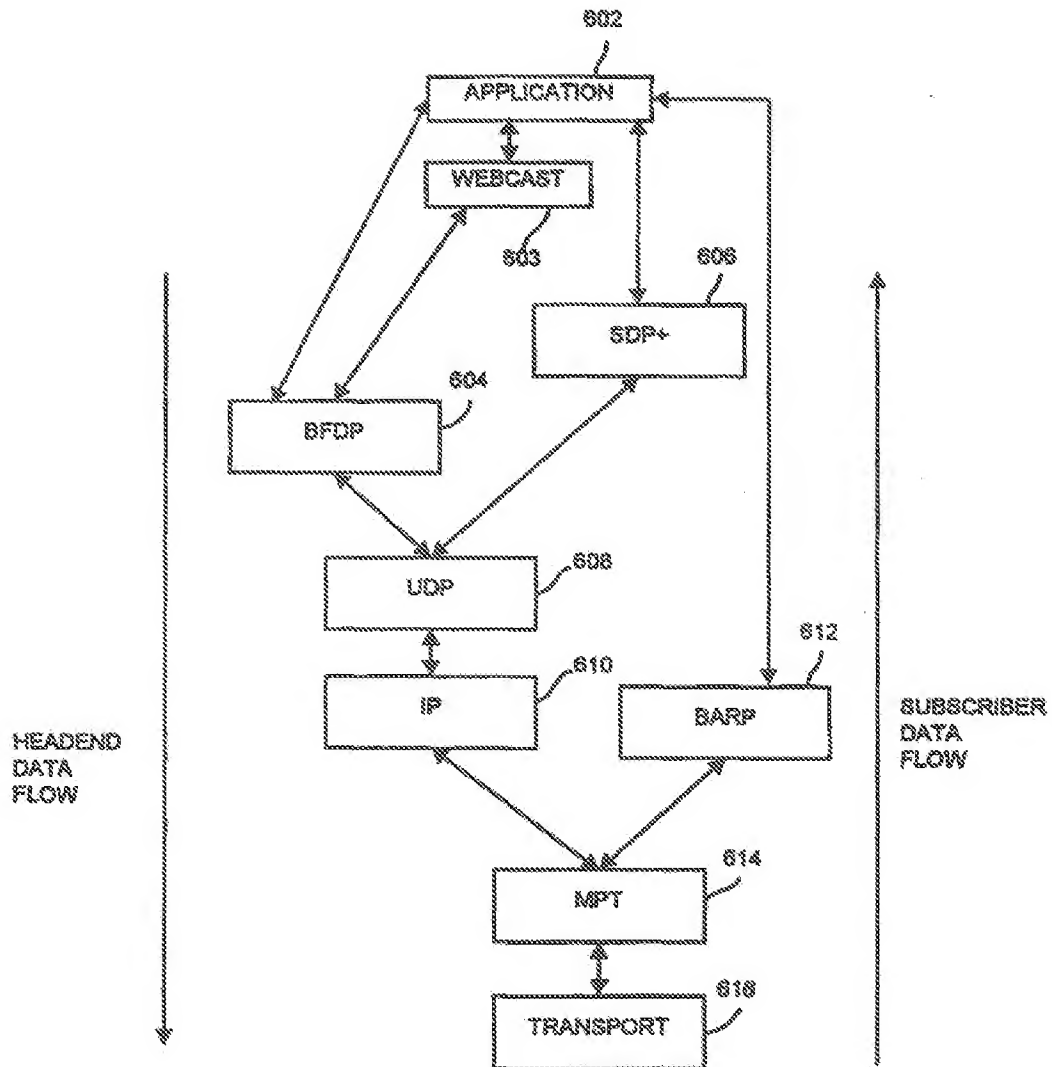 602
APPLICATION
WEBCAST
603
606
SDP+
604
BFDP
UDP
608
IP
610
612
BARP
HEADEND
DATA
FLOW
SUBSCRIBER
DATA
FLOW
MPT
614
TRANSPORT
616